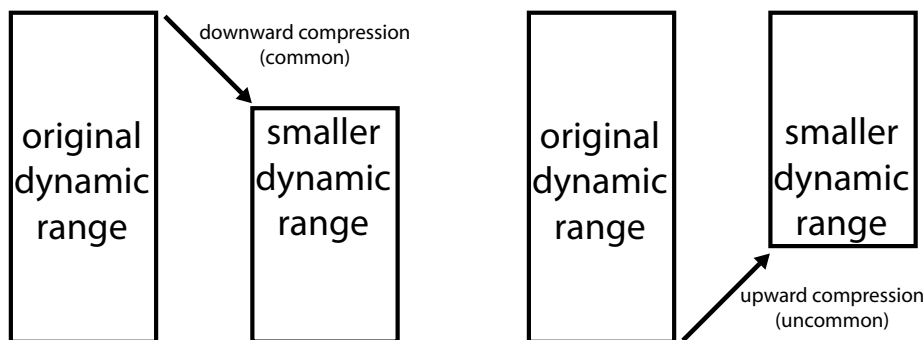 downward compression
(common)
original
dynamic
range
smaller
dynamic
range
original
dynamic
range
smaller
dynamic
range
upward compression
(uncommon)